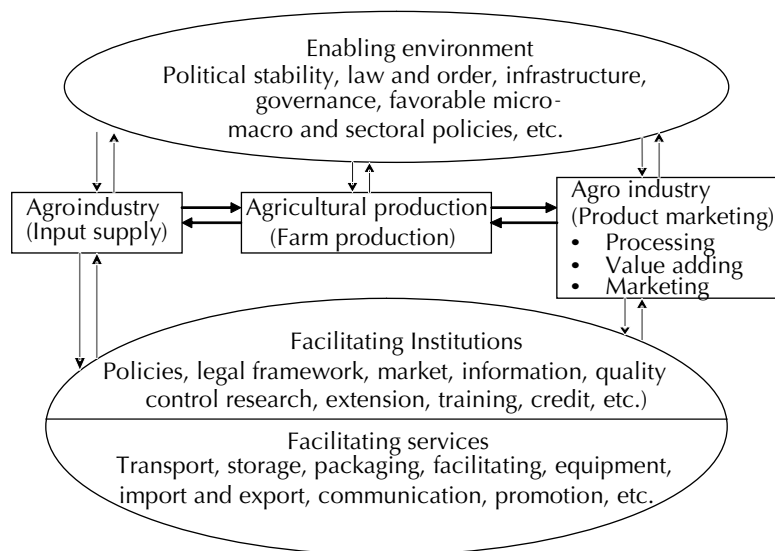 Enabling environment
Political stability, law and order, infrastructure,
governance, favorable micro-
macro and sectoral policies, etc.
Agroindustry
(Input supply)
Agricultural production
(Farm production)
Agro industry
(Product marketing)
• Processing
• Value adding
• Marketing
Facilitating Institutions
Policies, legal framework, market, information, quality
control research, extension, training, credit, etc.)
Facilitating services
Transport, storage, packaging, facilitating, equipment,
import and export, communication, promotion, etc.